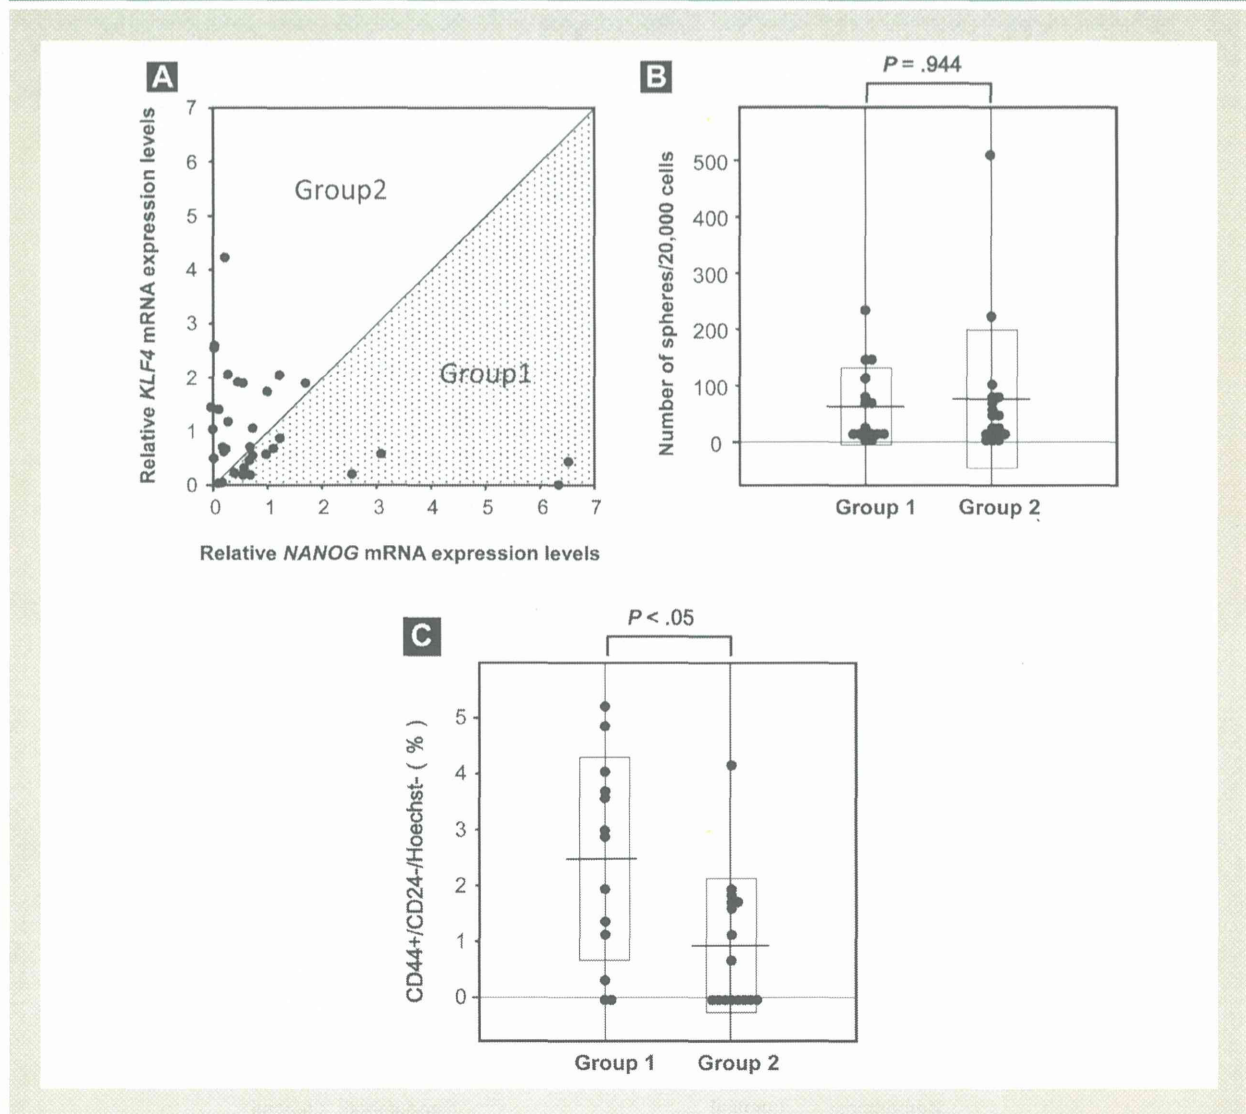 A
Relative KLF4 mRNA expression levels
7
6
5
4
3
2
1
0
Group2
Group1
0 1 2 3 4 5 6 7
Relative NANOG mRNA expression levels
B
P = .944
Number of spheres/20,000 cells
500
400
300
200
100
0
Group 1 Group 2
C
P < .05
CD44+/CD24-/Hoechst- ( % )
5
4
3
2
1
0
Group 1 Group 2